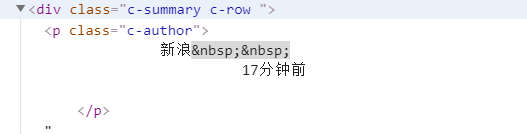 ▼<div class="c-summary c-row ">
<p class="c-author">
新浪&nbsp;&nbsp;
17分钟前
</p>
"